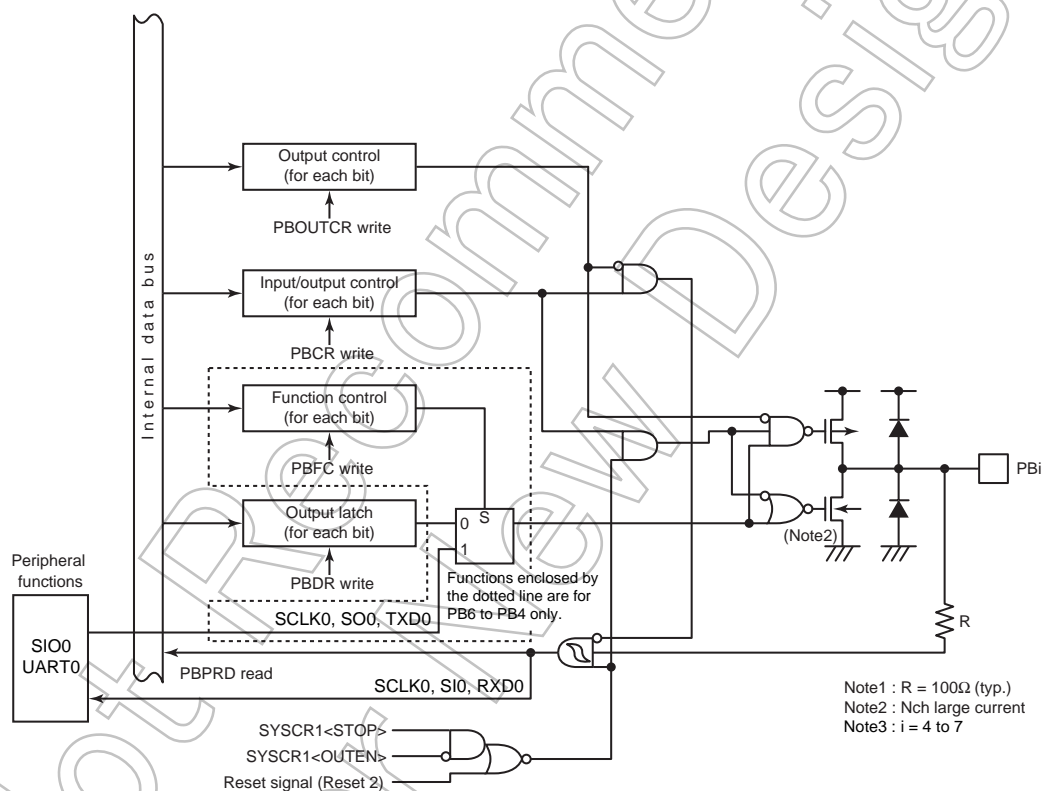 Output control
(for each bit)
PBOUTCR write
Input/output control
(for each bit)
PBCR write
Internal data bus
Function control
(for each bit)
PBFC write
S
0
1
Output latch
(for each bit)
PBDR write
Functions enclosed by
the dotted line are for
PB6 to PB4 only.
Peripheral
functions
SIO0
UART0
SCLK0, SO0, TXD0
PBPRD read
SCLK0, SI0, RXD0
SYSCR1<STOP>
SYSCR1<OUTEN>
Reset signal (Reset 2)
(Note2)
PBi
R
Note1 : R = 100Ω (typ.)
Note2 : Nch large current
Note3 : i = 4 to 7